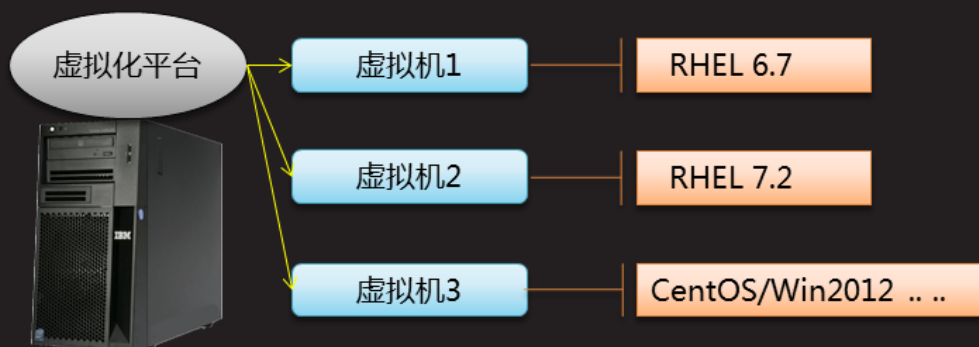 虚拟化平台
虚拟机1
RHEL 6.7
虚拟机2
RHEL 7.2
IBM
虚拟机3
CentOS/Win2012 .. ..